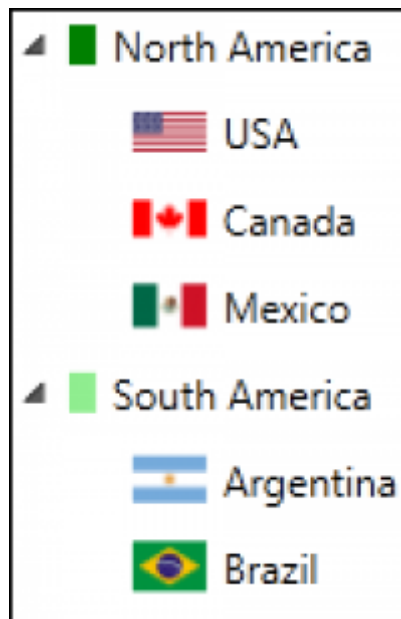 North America
USA
Canada
Mexico
South America
Argentina
Brazil